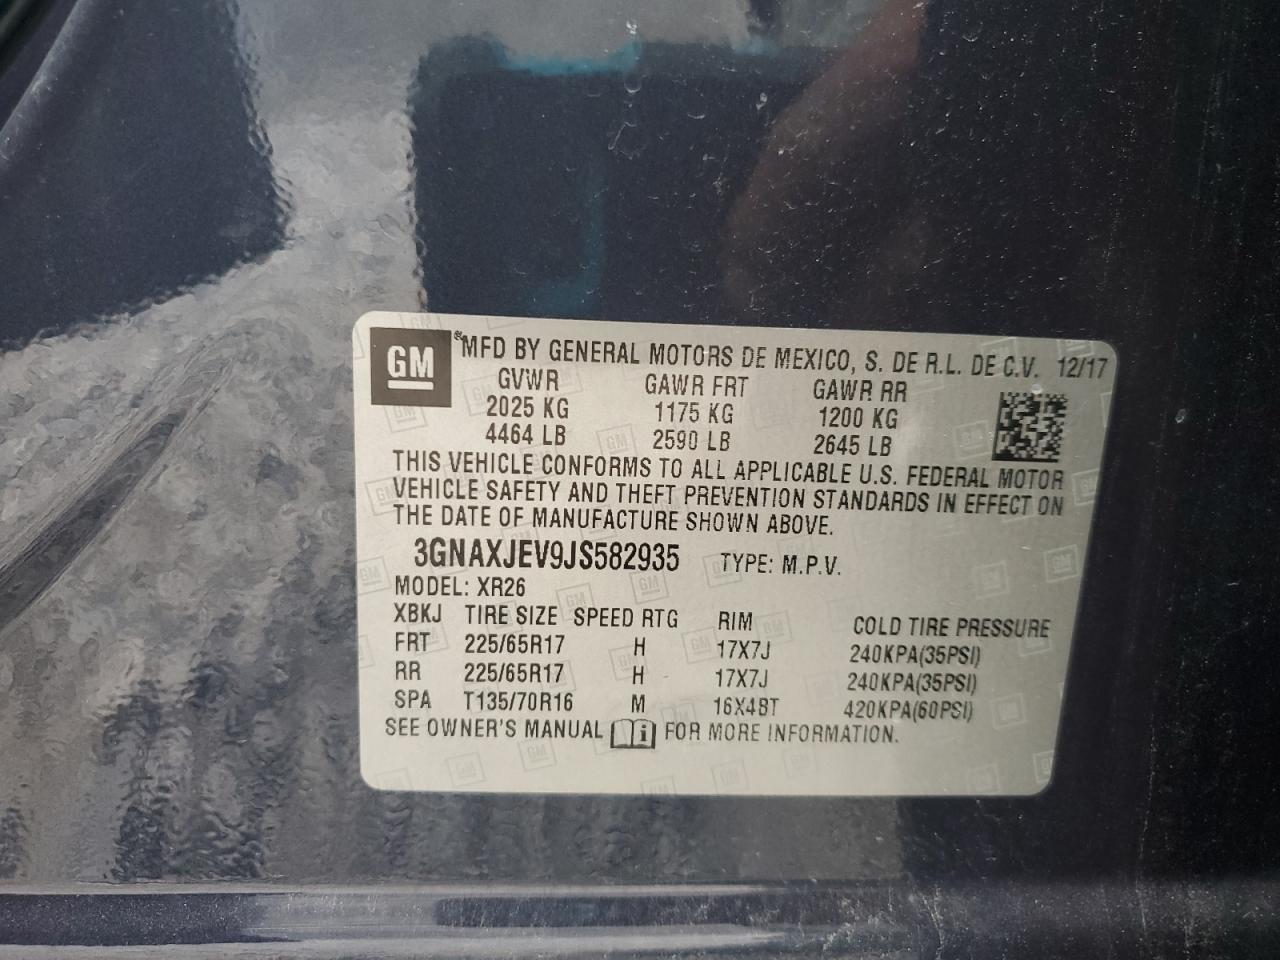 GM
® MFD BY GENERAL MOTORS DE MEXICO, S. DE R.L. DE C.V. 12/17
GVWR GAWR FRT GAWR RR
2025 KG 1175 KG 1200 KG
4464 LB 2590 LB 2645 LB
THIS VEHICLE CONFORMS TO ALL APPLICABLE U.S. FEDERAL MOTOR
VEHICLE SAFETY AND THEFT PREVENTION STANDARDS IN EFFECT ON
THE DATE OF MANUFACTURE SHOWN ABOVE.
3GNAXJEV9JS582935 TYPE: M.P.V.
MODEL: XR26
XBKJ TIRE SIZE SPEED RTG RIM COLD TIRE PRESSURE
FRT 225/65R17 H 17X7J 240KPA(35PSI)
RR 225/65R17 H 17X7J 240KPA(35PSI)
SPA T135/70R16 M 16X4BT 420KPA(60PSI)
SEE OWNER'S MANUAL i FOR MORE INFORMATION.